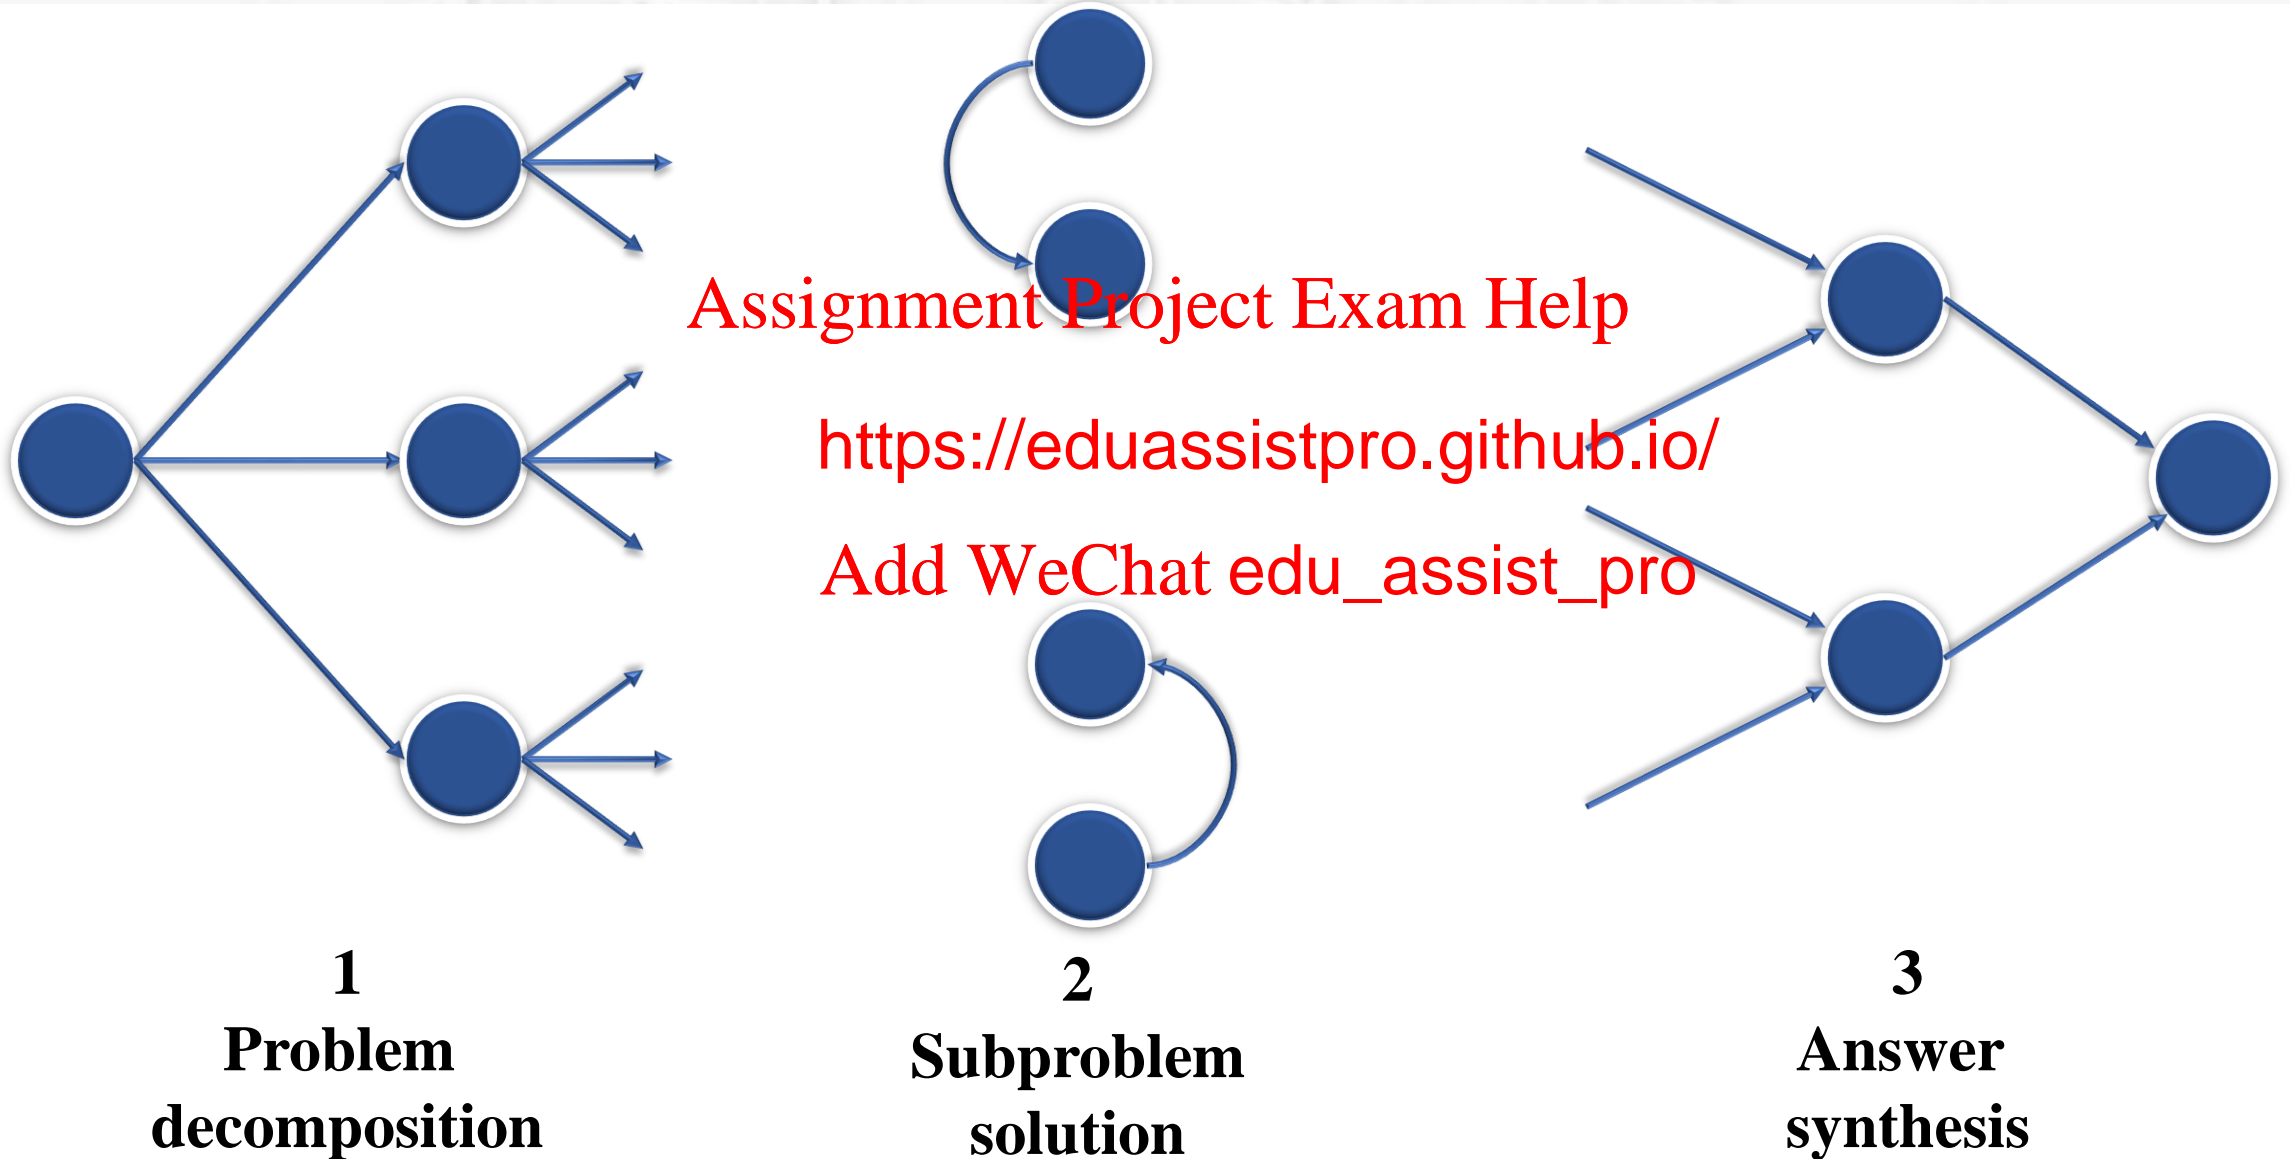 Assignment Project Exam Help
https://eduassistpro.github.io/
Add WeChat edu_assist_pro
1
Problem
decomposition
2
Subproblem
solution
3
Answer
synthesis